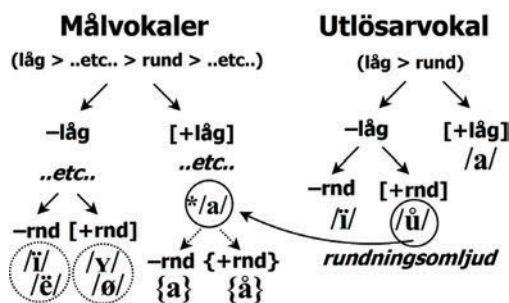 Målvokaler
Utlösarvokal
(låg > ..etc.. > rund > ..etc..)
(låg > rund)
–låg
[+låg]
–låg
[+låg]
/a/
..etc..
..etc..
–rnd
[+rnd]
*/a/
–rnd
[+rnd]
/ï/
/ü/
/ï/
/ë/
/ʏ/
/ø/
–rnd
{+rnd}
rundningsomljud
{a}
{å}